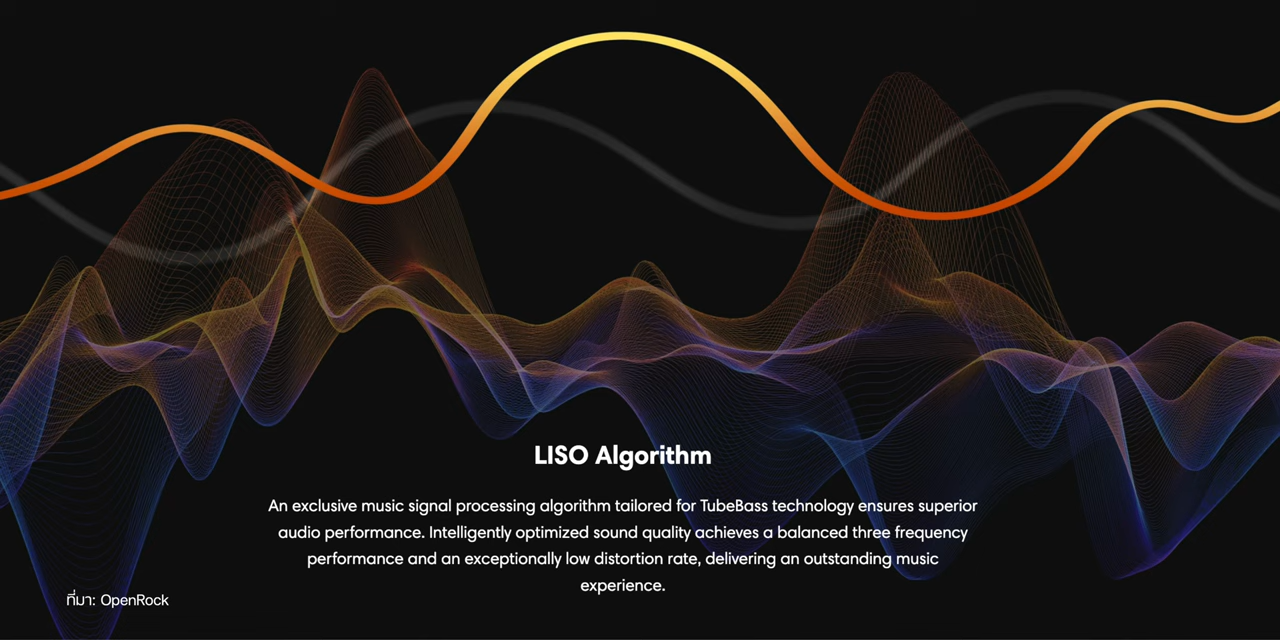 LISO Algorithm
An exclusive music signal processing algorithm tailored for TubeBass technology ensures superior
audio performance. Intelligently optimized sound quality achieves a balanced three frequency
performance and an exceptionally low distortion rate, delivering an outstanding music
experience.
ที่มา: OpenRock